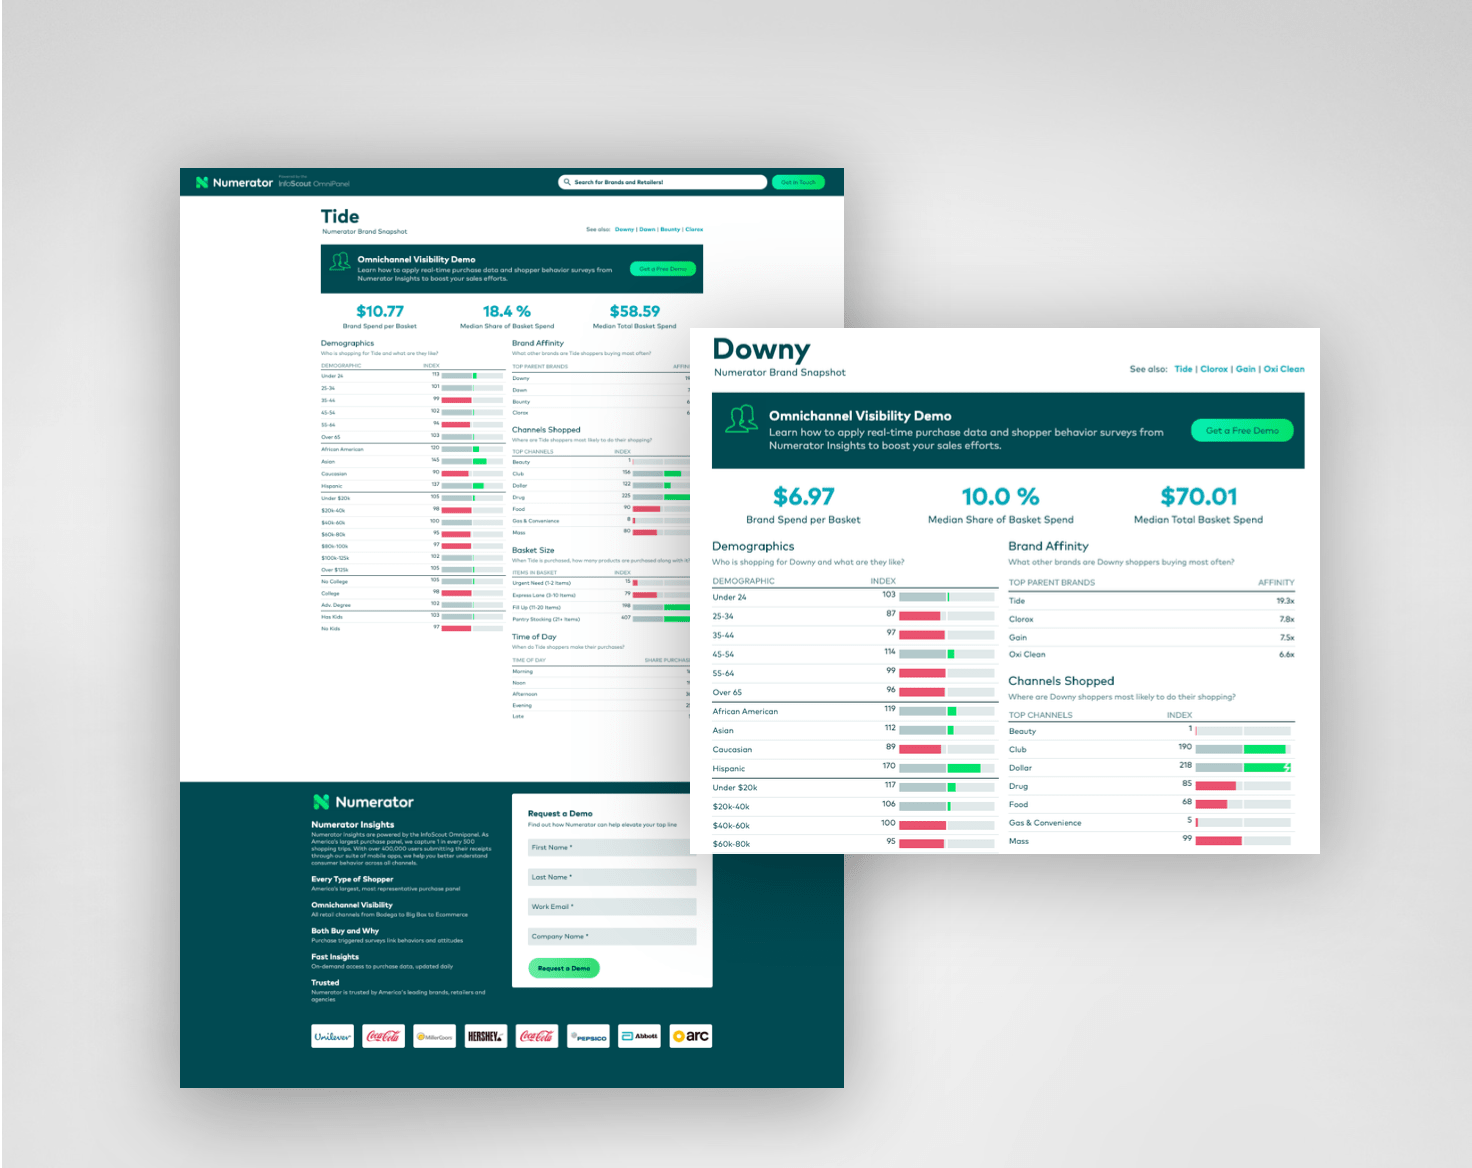 Numerator
Powered by the
InfoScout OmniPanel
Search for Brands and Retailers!
Get in Touch
Tide
Numerator Brand Snapshot
See also: Downy | Dawn | Bounty | Clorox
Omnichannel Visibility Demo
Learn how to apply real-time purchase data and shopper behavior surveys from
Numerator Insights to boost your sales efforts.
Get a Free Demo
$10.77
Brand Spend per Basket
18.4 %
Median Share of Basket Spend
$58.59
Median Total Basket Spend
Demographics
Who is shopping for Tide and what are they like?
DEMOGRAPHIC INDEX
Under 24 113
25-34 101
35-44 99
45-54 102
55-64 94
Over 65 103
African American 120
Asian 145
Caucasian 90
Hispanic 137
Under $20k 105
$20k-40k 98
$40k-60k 100
$60k-80k 95
$80k-100k 97
$100k-125k 102
Over $125k 105
No College 105
College 98
Adv. Degree 102
Has Kids 103
No Kids 97
Brand Affinity
What other brands are Tide shoppers buying most often?
TOP PARENT BRANDS
Downy
Dawn
Bounty
Clorox
Channels Shopped
Where are Tide shoppers most likely to do their shopping?
TOP CHANNELS INDEX
Beauty 1
Club 156
Dollar 122
Drug 225
Food 90
Gas & Convenience 8
Mass 80
Basket Size
When Tide is purchased, how many products are purchased along with it?
ITEMS IN BASKET INDEX
Urgent Need (1-2 Items) 15
Express Lane (3-10 Items) 79
Fill Up (11-20 Items) 198
Pantry Stocking (21+ Items) 407
Time of Day
When do Tide shoppers make their purchases?
TIME OF DAY
Morning
Noon
Afternoon
Evening
Late
Downy
Numerator Brand Snapshot
See also: Tide | Clorox | Gain | Oxi Clean
Omnichannel Visibility Demo
Learn how to apply real-time purchase data and shopper behavior surveys from
Numerator Insights to boost your sales efforts.
Get a Free Demo
$6.97
Brand Spend per Basket
10.0 %
Median Share of Basket Spend
$70.01
Median Total Basket Spend
Demographics
Who is shopping for Downy and what are they like?
DEMOGRAPHIC INDEX
Under 24 103
25-34 87
35-44 97
45-54 114
55-64 99
Over 65 96
African American 119
Asian 112
Caucasian 89
Hispanic 170
Under $20k 117
$20k-40k 106
$40k-60k 100
$60k-80k 95
Brand Affinity
What other brands are Downy shoppers buying most often?
TOP PARENT BRANDS AFFINITY
Tide 19.3x
Clorox 7.8x
Gain 7.5x
Oxi Clean 6.6x
Channels Shopped
Where are Downy shoppers most likely to do their shopping?
TOP CHANNELS INDEX
Beauty 1
Club 190
Dollar 218
Drug 85
Food 68
Gas & Convenience 5
Mass 99
Numerator
Numerator Insights
Numerator Insights are powered by the InfoScout Omnipanel. As
America's largest purchase panel, we capture 1 in every 500
shopping trips. With over 400,000 users submitting their receipts
through our suite of mobile apps, we help you better understand
consumer behavior across all channels.
Every Type of Shopper
America's largest, most representative purchase panel
Omnichannel Visibility
All retail channels from Bodega to Big Box to Ecommerce
Both Buy and Why
Purchase triggered surveys link behaviors and attitudes
Fast Insights
On-demand access to purchase data, updated daily
Trusted
Numerator is trusted by America's leading brands, retailers and
agencies
Request a Demo
Find out how Numerator can help elevate your top line
First Name *
Last Name *
Work Email *
Company Name *
Request a Demo
Unilever
Coca-Cola
MillerCoors
HERSHEY
Coca-Cola
PEPSICO
Abbott
arc